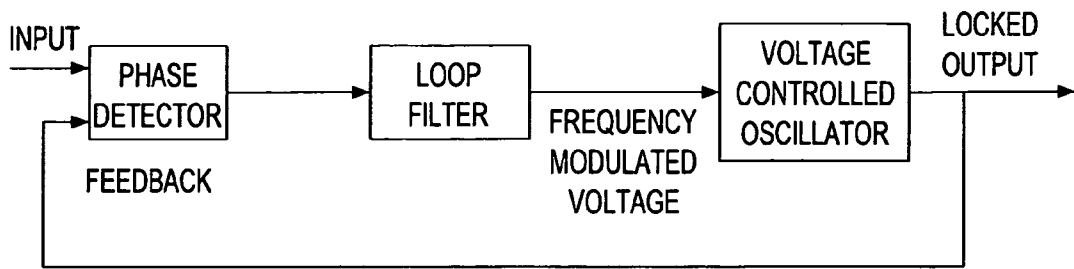 INPUT
PHASE
DETECTOR
FEEDBACK
LOOP
FILTER
FREQUENCY
MODULATED
VOLTAGE
VOLTAGE
CONTROLLED
OSCILLATOR
LOCKED
OUTPUT